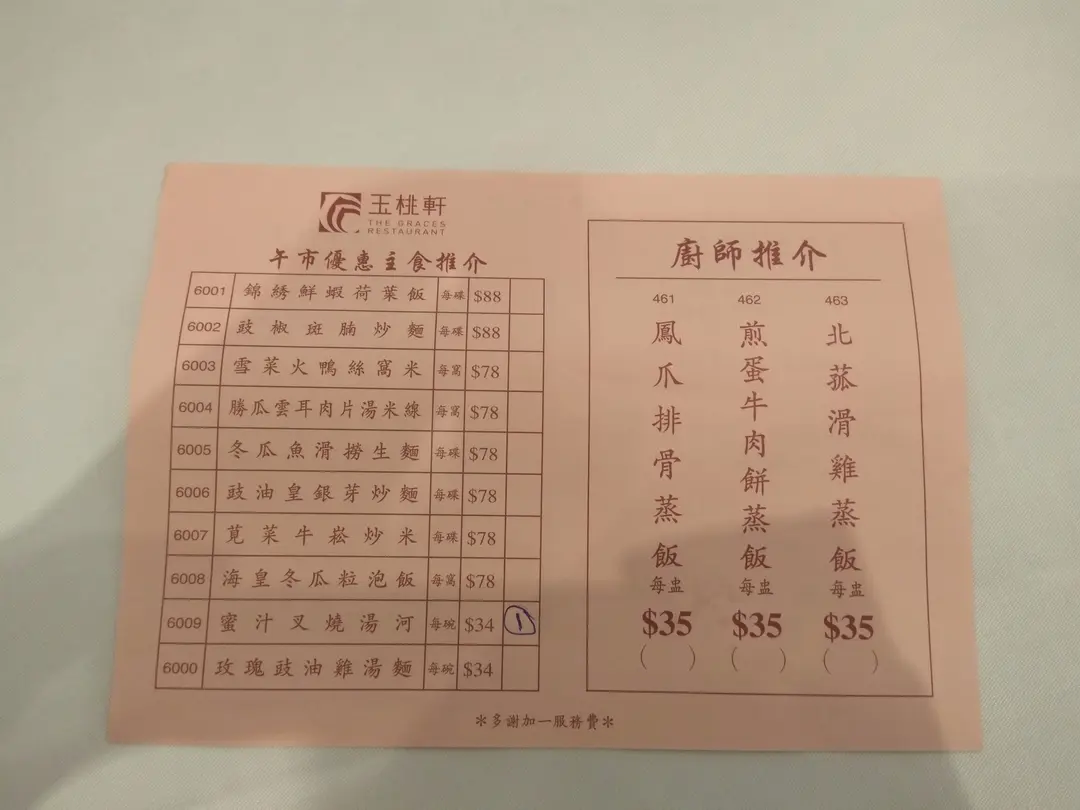 玉桃軒
THE GRACES
RESTAURANT
午市優惠主食推介
6001 錦綉鮮蝦荷葉飯 每碟 $88
6002 豉椒斑腩炒麵 每碟 $88
6003 雪菜火鴨絲窩米 每窩 $78
6004 勝瓜雲耳肉片湯米線 每窩 $78
6005 冬瓜魚滑撈生麵 每碟 $78
6006 豉油皇銀芽炒麵 每碟 $78
6007 莧菜牛崧炒米 每碟 $78
6008 海皇冬瓜粒泡飯 每窩 $78
6009 蜜汁叉燒湯河 每碗 $34 1
6000 玫瑰豉油雞湯麵 每碗 $34
廚師推介
461 鳳爪排骨蒸飯 每盅 $35 ( )
462 煎蛋牛肉餅蒸飯 每盅 $35 ( )
463 北菰滑雞蒸飯 每盅 $35 ( )
*多謝加一服務費*